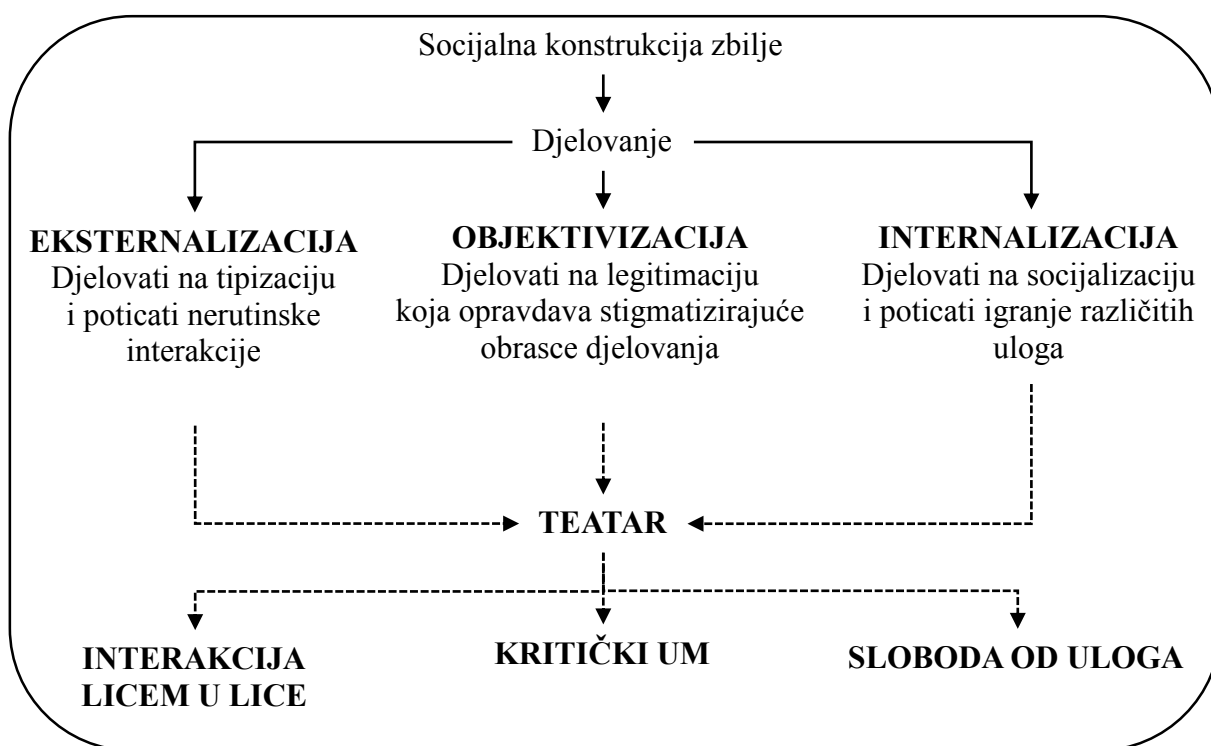 Socijalna konstrukcija zbilje
Djelovanje
EKSTERNALIZACIJA
Djelovati na tipizaciju
i poticati nerutinske
interakcije
OBJEKTIVIZACIJA
Djelovati na legitimaciju
koja opravdava stigmatizirajuće
obrasce djelovanja
INTERNALIZACIJA
Djelovati na socijalizaciju
i poticati igranje različitih
uloga
TEATAR
INTERAKCIJA
LICEM U LICE
KRITIČKI UM
SLOBODA OD ULOGA